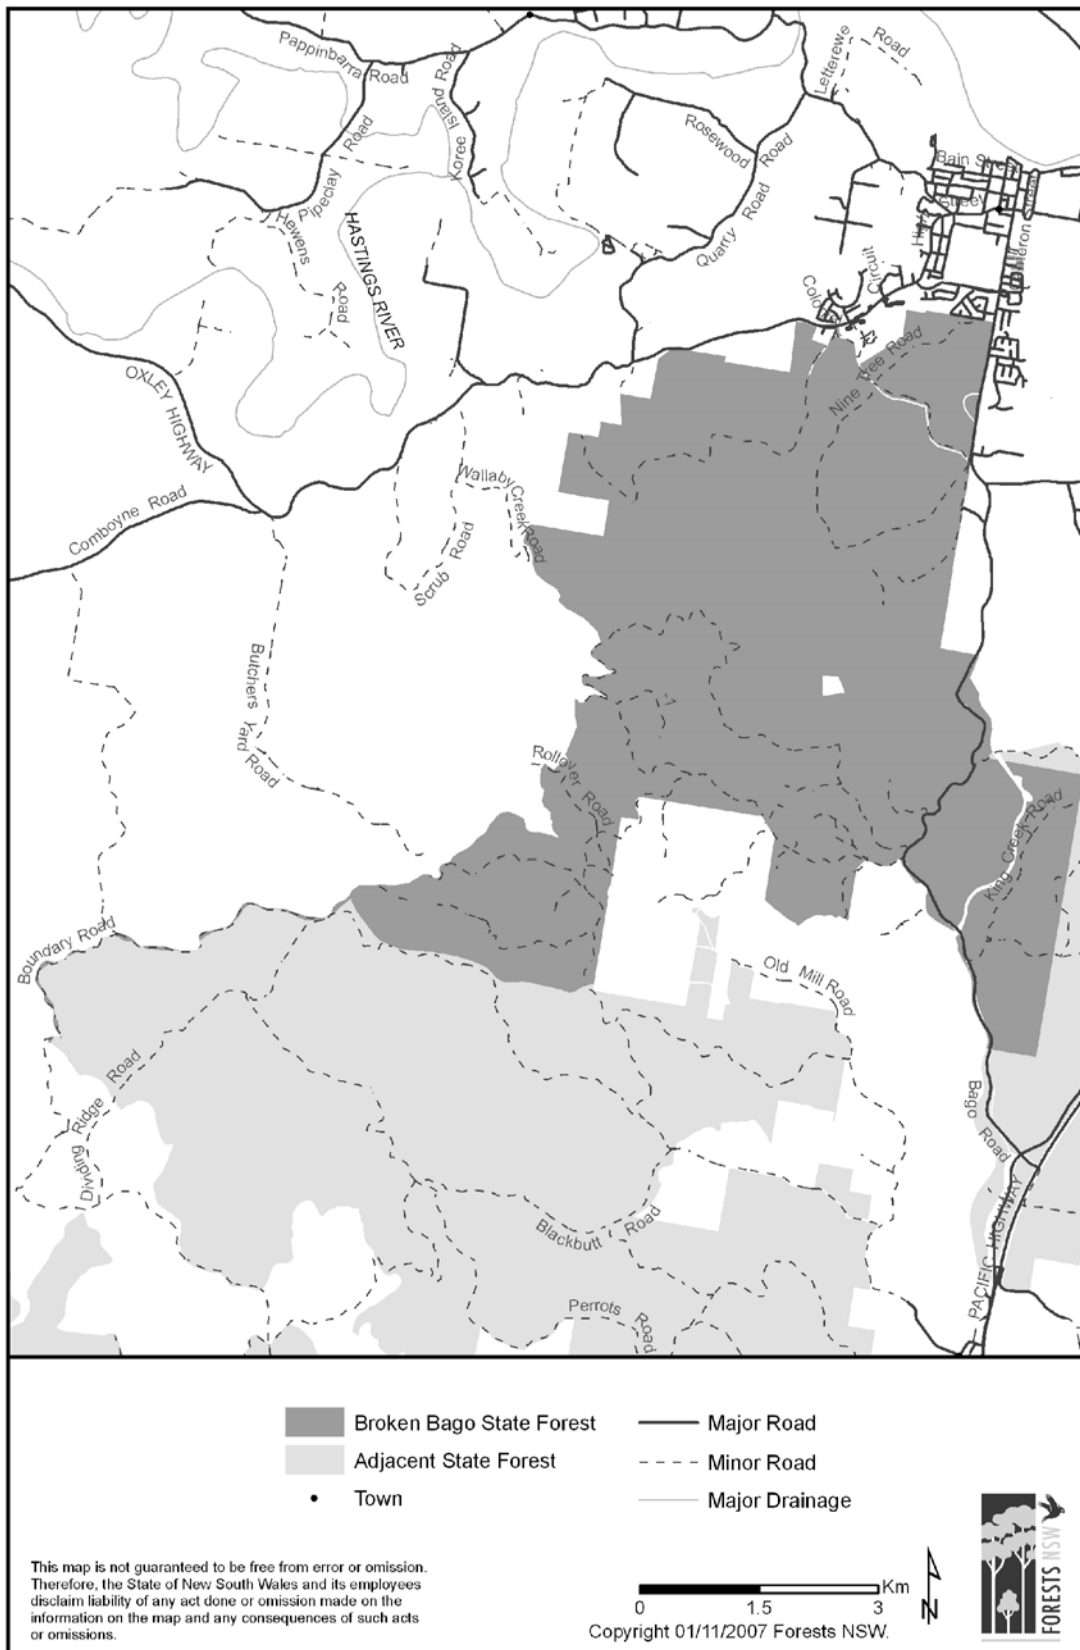 Pappinbarra Road
Koree Island Road
Letterewe Road
Rosewood Road
Bain Street
Street
High
Cameron Street
Pipeclay Road
Hewens Road
HASTINGS RIVER
Quarry Road
Circuit
Nine Tree Road
OXLEY HIGHWAY
Comboyne Road
Wallaby Creek Road
Scrub Road
Butchers Yard Road
Rollover Road
King Creek Road
Boundary Road
Old Mill Road
Dividing Ridge Road
Bago Road
Blackbutt Road
PACIFIC HIGHWAY
Perrots Road
Broken Bago State Forest
Adjacent State Forest
Town
Major Road
Minor Road
Major Drainage
This map is not guaranteed to be free from error or omission.
Therefore, the State of New South Wales and its employees
disclaim liability of any act done or omission made on the
information on the map and any consequences of such acts
or omissions.
Km
0 1.5 3
Copyright 01/11/2007 Forests NSW.
N
FORESTS NSW